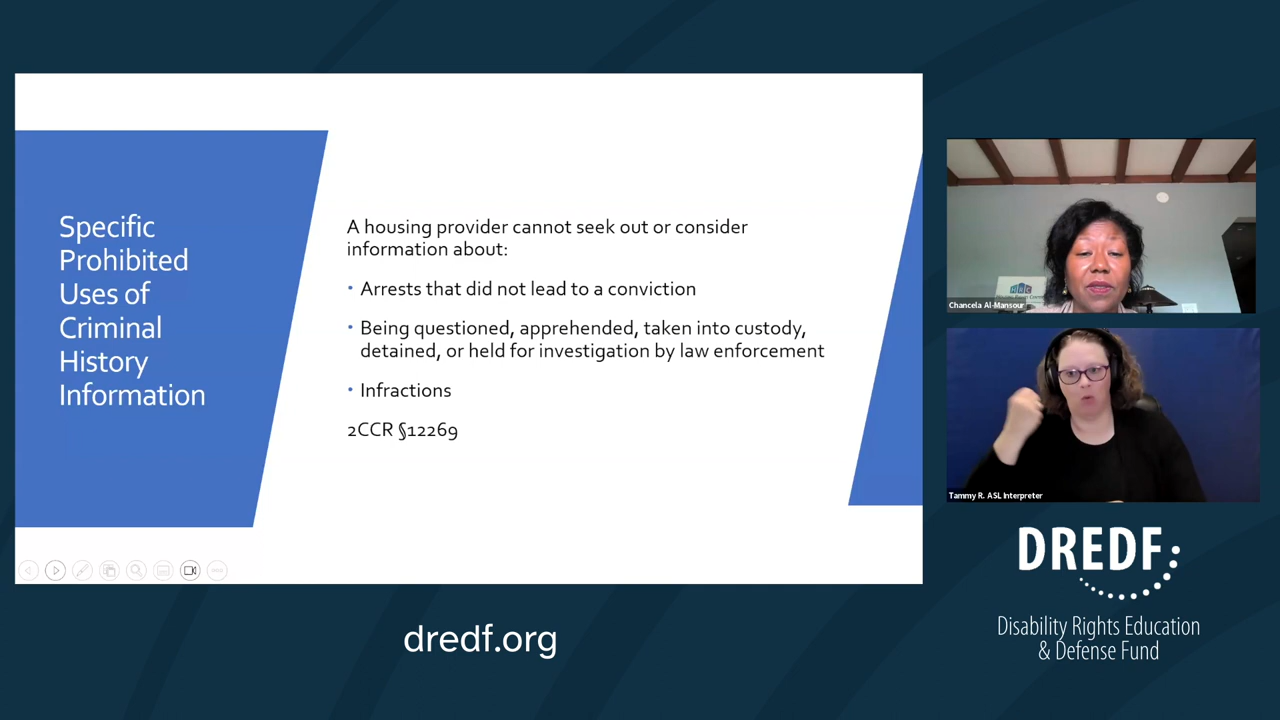 Specific
Prohibited
Uses of
Criminal
History
Information
A housing provider cannot seek out or consider
information about:
• Arrests that did not lead to a conviction
• Being questioned, apprehended, taken into custody,
detained, or held for investigation by law enforcement
• Infractions
2CCR §12269
Chancela Al-Mansour
Tammy R. ASL Interpreter
DREDF
Disability Rights Education
& Defense Fund
dredf.org